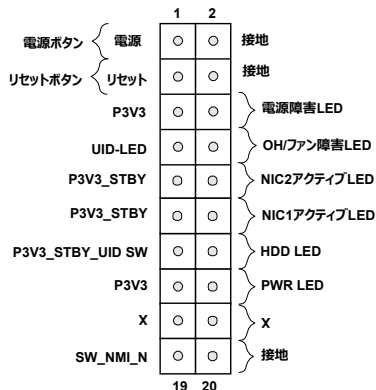 1 2
電源ボタン 電源 接地
リセットボタン リセット 接地
P3V3 電源障害LED
UID-LED OH/ファン障害LED
P3V3_STBY NIC2アクティブLED
P3V3_STBY NIC1アクティブLED
P3V3_STBY_UID SW HDD LED
P3V3 PWR LED
X X
SW_NMI_N 接地
19 20